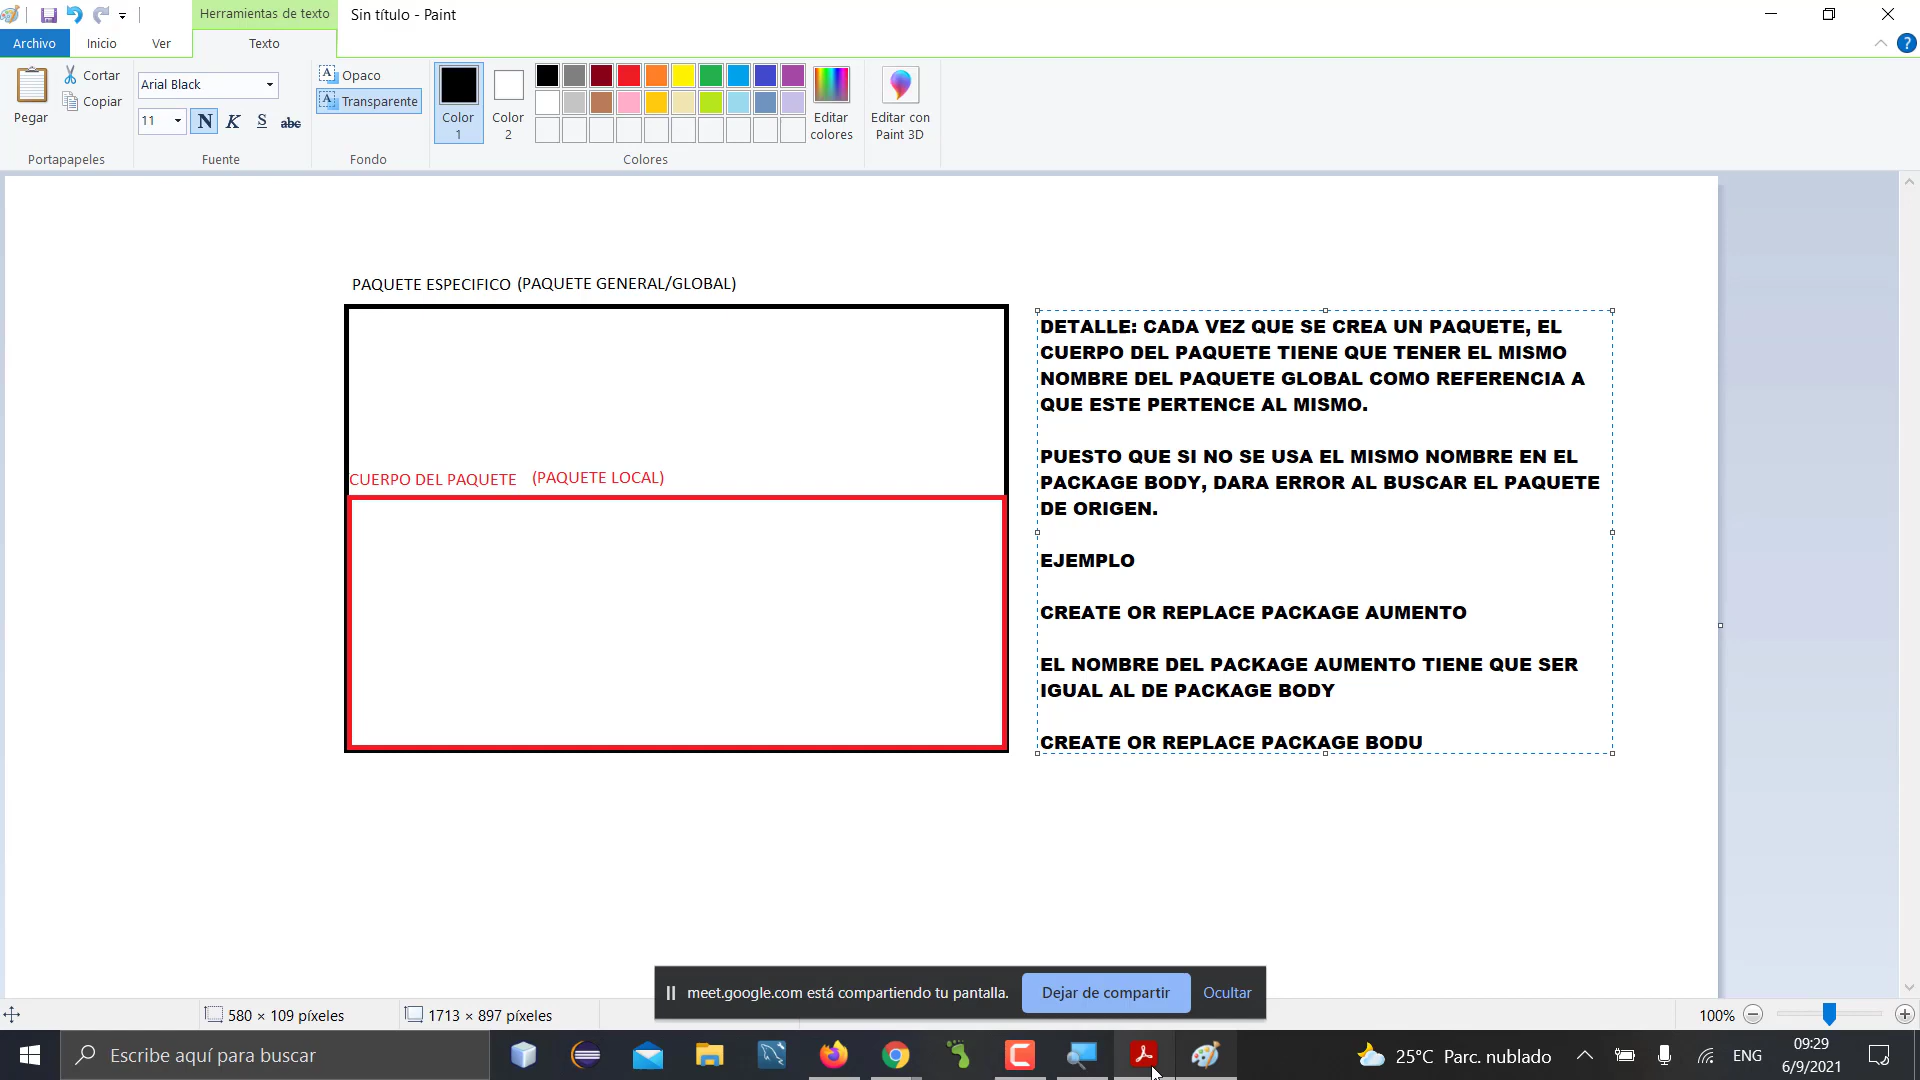 Herramientas de texto
Sin título - Paint
Archivo
Inicio
Ver
Texto
Pegar
Cortar
Copiar
Portapapeles
Arial Black
11
N K S abc
Fuente
Opaco
Transparente
Fondo
Color
1
Color
2
Editar
colores
Colores
Editar con
Paint 3D
PAQUETE ESPECIFICO (PAQUETE GENERAL/GLOBAL)
CUERPO DEL PAQUETE (PAQUETE LOCAL)
DETALLE: CADA VEZ QUE SE CREA UN PAQUETE, EL
CUERPO DEL PAQUETE TIENE QUE TENER EL MISMO
NOMBRE DEL PAQUETE GLOBAL COMO REFERENCIA A
QUE ESTE PERTENCE AL MISMO.
PUESTO QUE SI NO SE USA EL MISMO NOMBRE EN EL
PACKAGE BODY, DARA ERROR AL BUSCAR EL PAQUETE
DE ORIGEN.
EJEMPLO
CREATE OR REPLACE PACKAGE AUMENTO
EL NOMBRE DEL PACKAGE AUMENTO TIENE QUE SER
IGUAL AL DE PACKAGE BODY
CREATE OR REPLACE PACKAGE BODU
meet.google.com está compartiendo tu pantalla.
Dejar de compartir
Ocultar
580 × 109 píxeles
1713 × 897 píxeles
100%
Escribe aquí para buscar
25°C Parc. nublado
ENG
09:29
6/9/2021